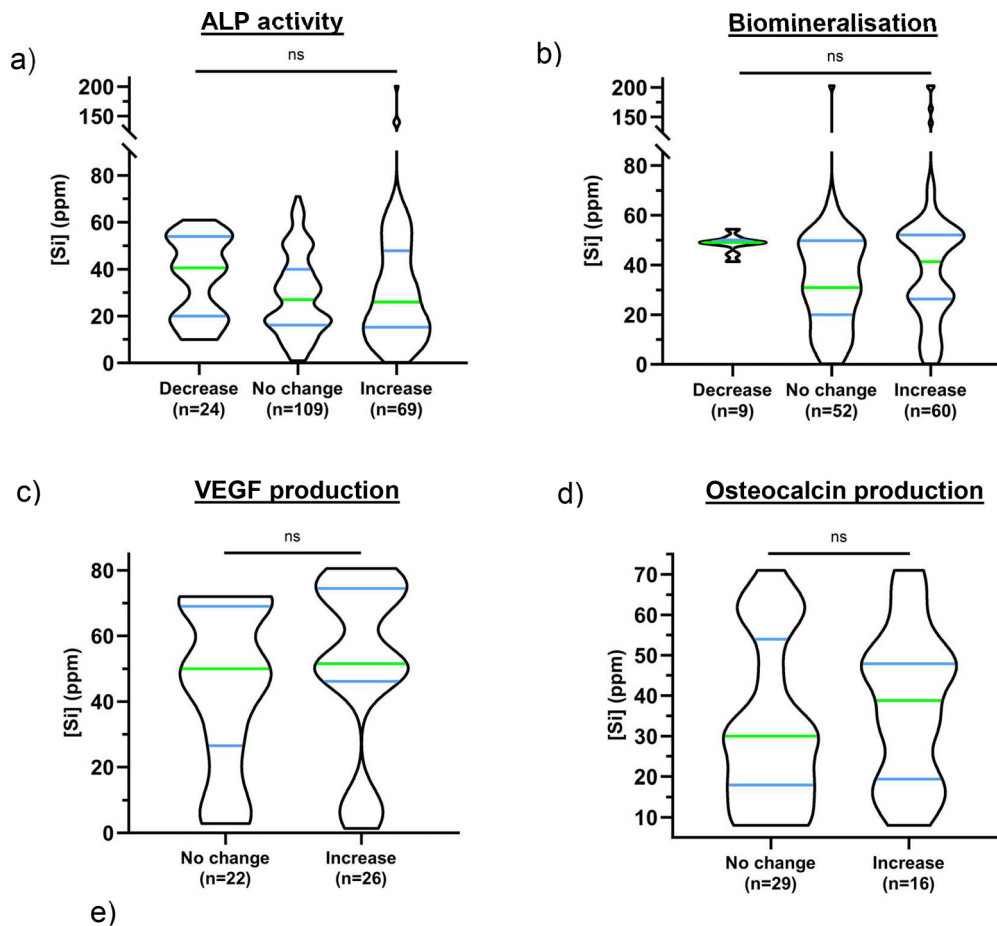 ALP activity
a)
ns
200
150
80
60
40
20
0
[Si] (ppm)
Decrease
(n=24)
No change
(n=109)
Increase
(n=69)
Biomineralisation
b)
ns
200
150
80
60
40
20
0
[Si] (ppm)
Decrease
(n=9)
No change
(n=52)
Increase
(n=60)
c)
VEGF production
ns
80
60
40
20
0
[Si] (ppm)
No change
(n=22)
Increase
(n=26)
d)
Osteocalcin production
ns
70
60
50
40
30
20
10
[Si] (ppm)
No change
(n=29)
Increase
(n=16)
e)